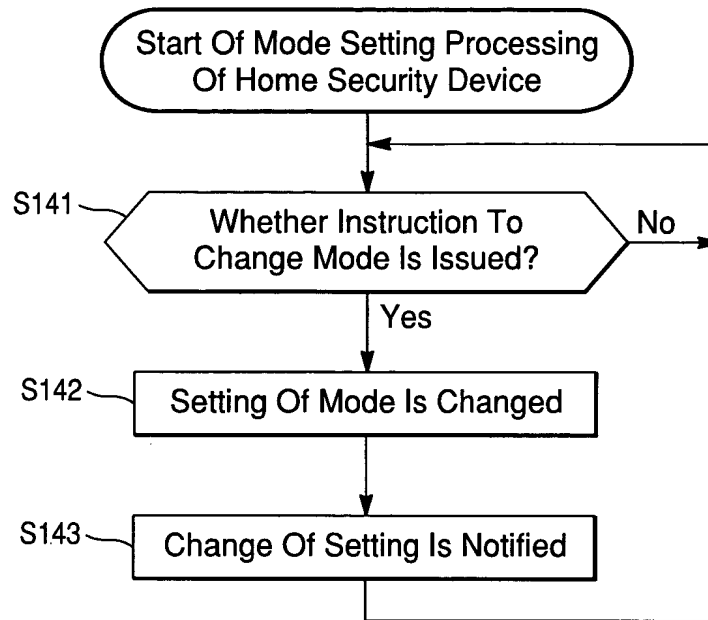 Start Of Mode Setting Processing
Of Home Security Device
S141
Whether Instruction To
Change Mode Is Issued?
No
Yes
S142
Setting Of Mode Is Changed
S143
Change Of Setting Is Notified